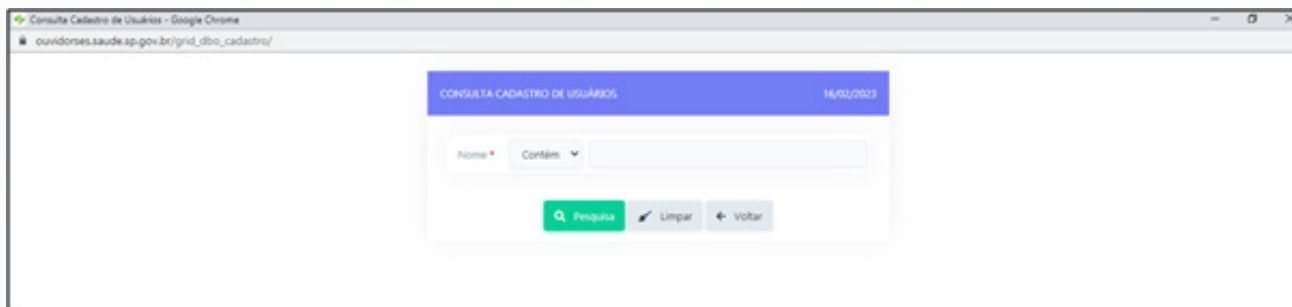 Consulta Cadastro de Usuários - Google Chrome
ouvidorses.saude.sp.gov.br/grid_dbo_cadastro/
CONSULTA CADASTRO DE USUÁRIOS 16/02/2023
Nome * Contém
Pesquisa Limpar Voltar